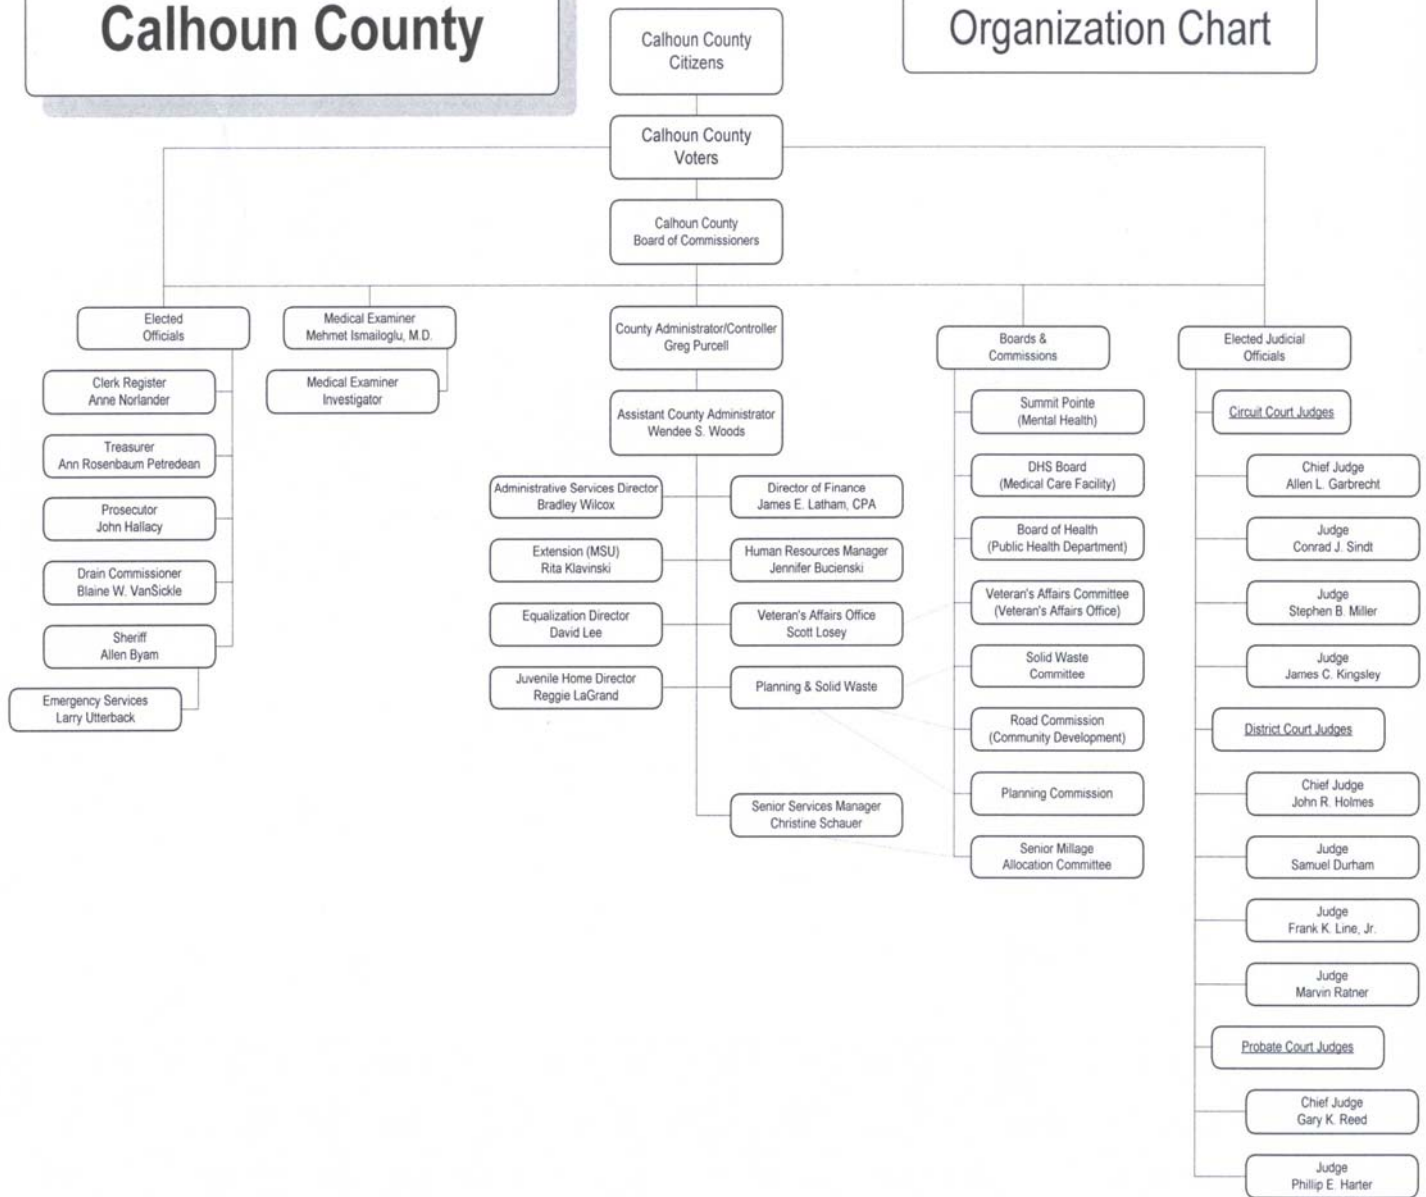 Calhoun County
Organization Chart
Calhoun County
Citizens
Calhoun County
Voters
Calhoun County
Board of Commissioners
Elected
Officials
Clerk Register
Anne Norlander
Treasurer
Ann Rosenbaum Petredean
Prosecutor
John Hallacy
Drain Commissioner
Blaine W. VanSickle
Sheriff
Allen Byam
Emergency Services
Larry Utterback
Medical Examiner
Mehmet Ismailoglu, M.D.
Medical Examiner
Investigator
County Administrator/Controller
Greg Purcell
Assistant County Administrator
Wendee S. Woods
Administrative Services Director
Bradley Wilcox
Extension (MSU)
Rita Klavinski
Equalization Director
David Lee
Juvenile Home Director
Reggie LaGrand
Director of Finance
James E. Latham, CPA
Human Resources Manager
Jennifer Bucienski
Veteran's Affairs Office
Scott Losey
Planning & Solid Waste
Senior Services Manager
Christine Schauer
Boards &
Commissions
Summit Pointe
(Mental Health)
DHS Board
(Medical Care Facility)
Board of Health
(Public Health Department)
Veteran's Affairs Committee
(Veteran's Affairs Office)
Solid Waste
Committee
Road Commission
(Community Development)
Planning Commission
Senior Millage
Allocation Committee
Elected Judicial
Officials
Circuit Court Judges
Chief Judge
Allen L. Garbrecht
Judge
Conrad J. Sindt
Judge
Stephen B. Miller
Judge
James C. Kingsley
District Court Judges
Chief Judge
John R. Holmes
Judge
Samuel Durham
Judge
Frank K. Line, Jr.
Judge
Marvin Ratner
Probate Court Judges
Chief Judge
Gary K. Reed
Judge
Phillip E. Harter